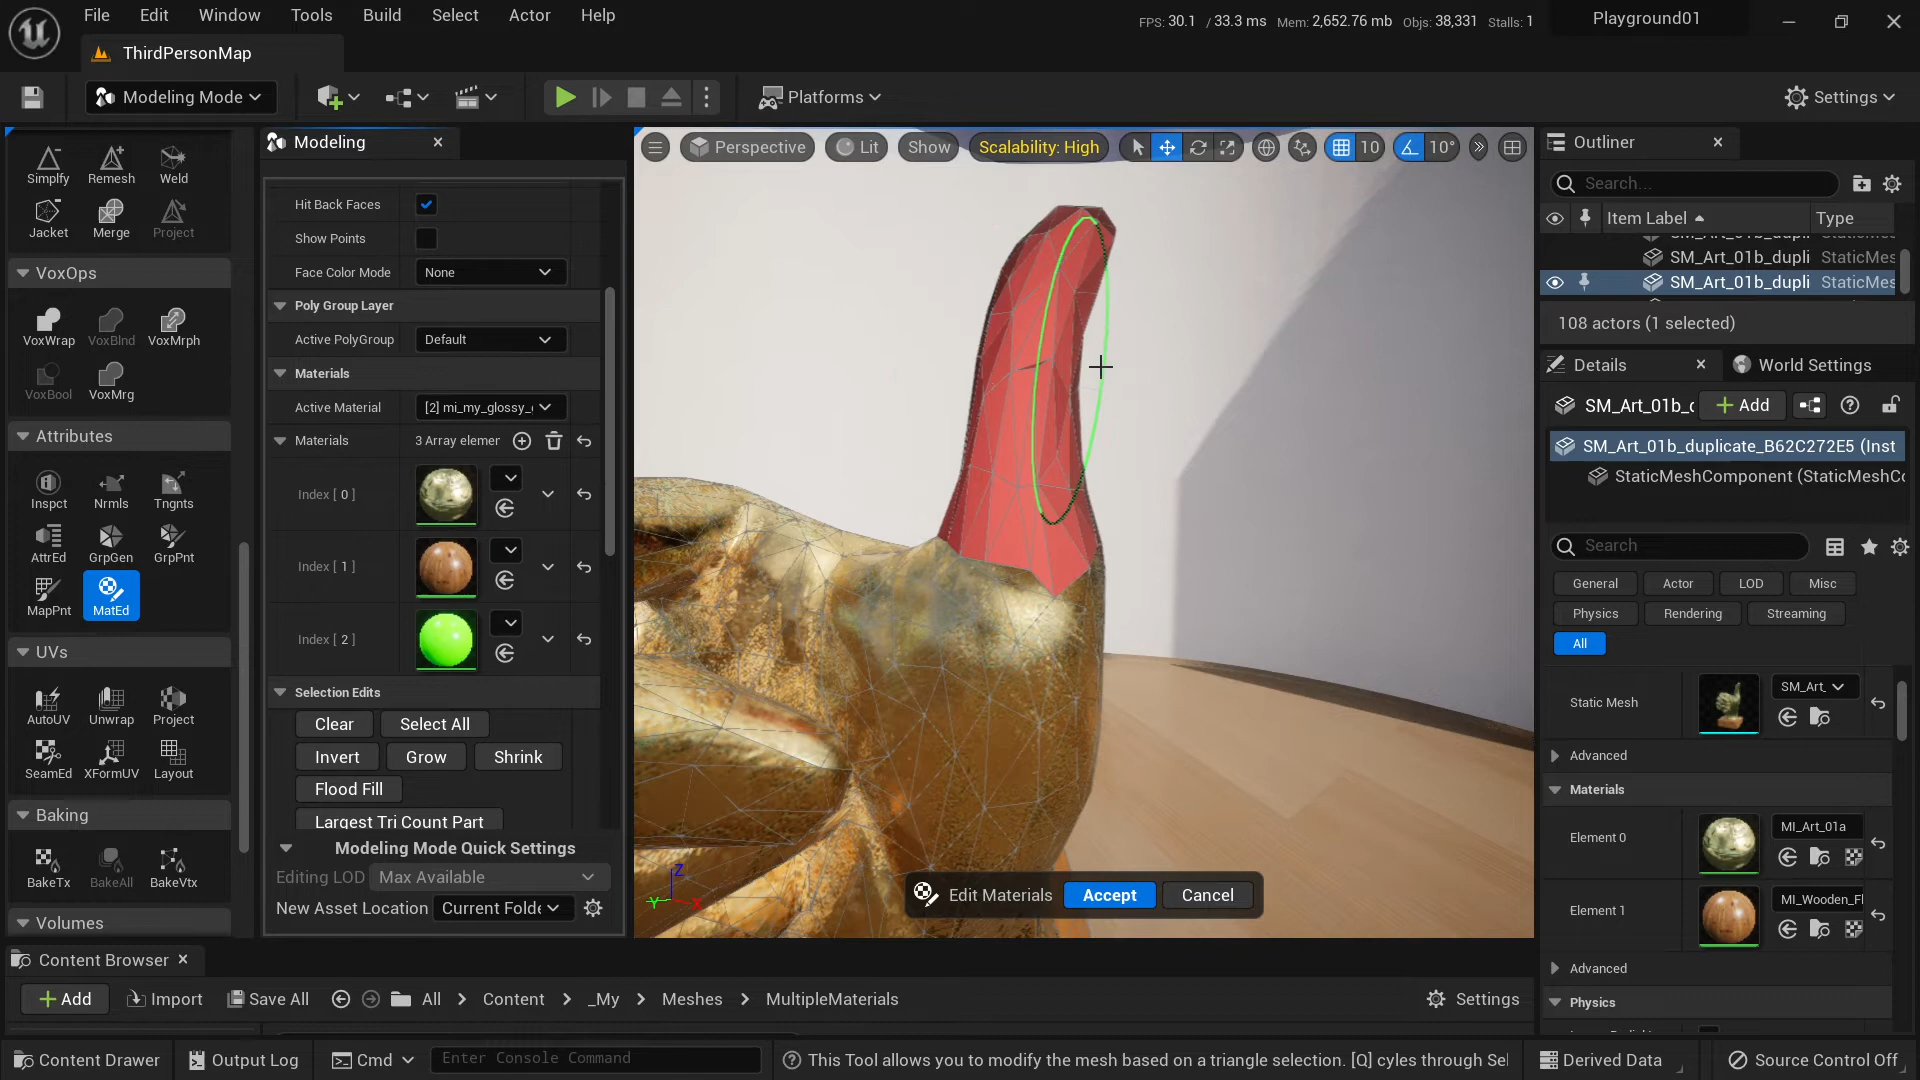 File Edit Window Tools Build Select Actor Help
FPS: 30.1 / 33.3 ms Mem: 2,652.76 mb Objs: 38,331 Stalls: 1
Playground01
ThirdPersonMap
Modeling Mode
Platforms
Settings
Simplfy Remesh Weld
Jacket Merge Project
VoxOps
VoxWrap VoxBlnd VoxMrph
VoxBool VoxMrg
Attributes
Inspct Nrmls Tngnts
AttrEd GrpGen GrpPnt
MapPnt MatEd
UVs
AutoUV Unwrap Project
SeamEd XFormUV Layout
Baking
BakeTx BakeAll BakeVtx
Volumes
Modeling
Hit Back Faces
Show Points
Face Color Mode None
Poly Group Layer
Active PolyGroup Default
Materials
Active Material [2] mi_my_glossy_
Materials 3 Array elemer
Index [ 0 ]
Index [ 1 ]
Index [ 2 ]
Selection Edits
Clear Select All
Invert Grow Shrink
Flood Fill
Largest Tri Count Part
Modeling Mode Quick Settings
Editing LOD Max Available
New Asset Location Current Folde
Perspective Lit Show Scalability: High 10 10°
Z
Y X
Edit Materials Accept Cancel
Outliner
Search...
Item Label Type
SM_Art_01b_dupli StaticMes
SM_Art_01b_dupli StaticMes
SM_Art_01b_dupli StaticMes
108 actors (1 selected)
Details World Settings
SM_Art_01b_c Add
SM_Art_01b_duplicate_B62C272E5 (Inst
StaticMeshComponent (StaticMeshCo
Search
General Actor LOD Misc
Physics Rendering Streaming
All
Static Mesh SM_Art_
Advanced
Materials
Element 0 MI_Art_01a
Element 1 MI_Wooden_Fl
Advanced
Physics
Content Browser
Add Import Save All All Content _My Meshes MultipleMaterials Settings
Content Drawer Output Log Cmd Enter Console Command This Tool allows you to modify the mesh based on a triangle selection. [Q] cyles through Sel Derived Data Source Control Off